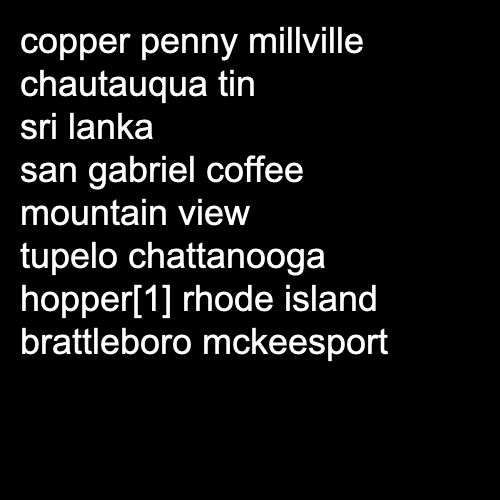 copper penny millville
chautauqua tin
sri lanka
san gabriel coffee
mountain view
tupelo chattanooga
hopper[1] rhode island
brattleboro mckeesport